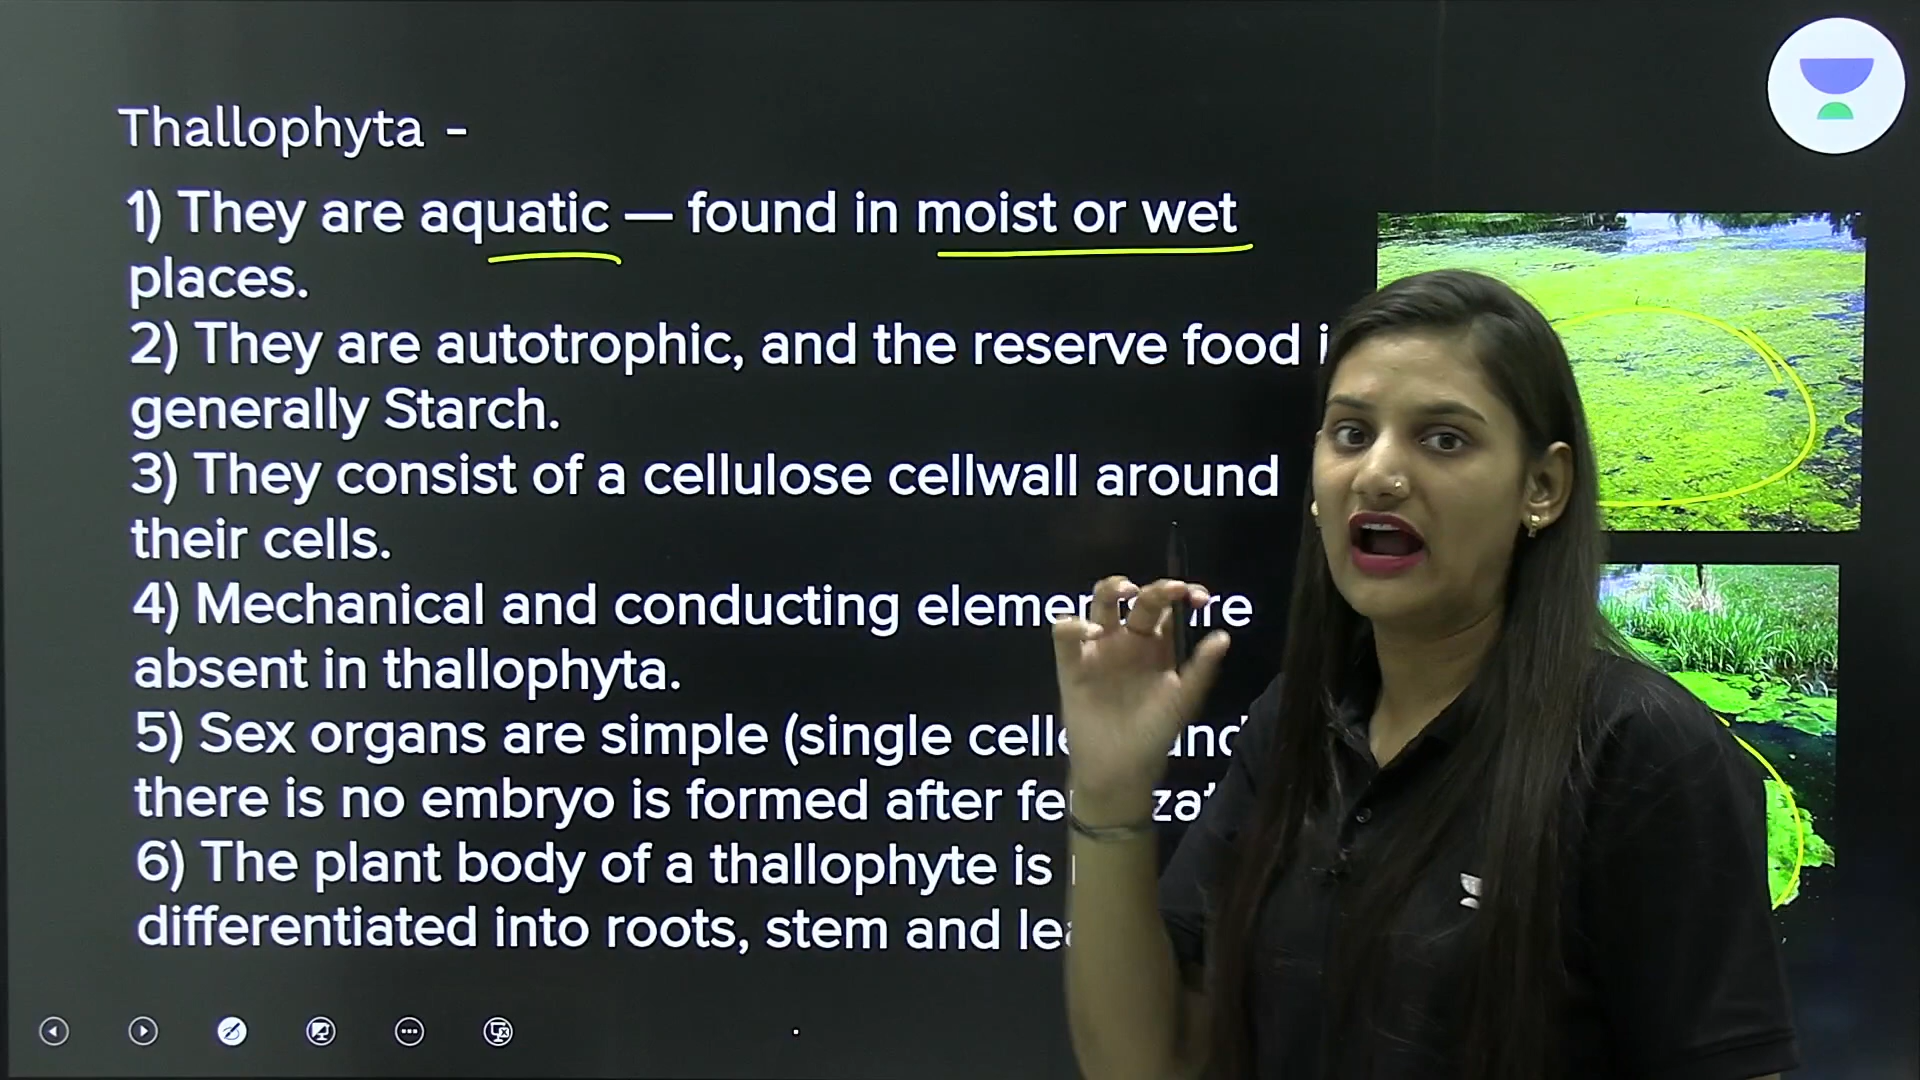 Thallophyta -
1) They are aquatic — found in moist or wet
places.
2) They are autotrophic, and the reserve food
generally Starch.
3) They consist of a cellulose cellwall around
their cells.
4) Mechanical and conducting
absent in thallophyta.
5) Sex organs are simple (single
there is no embryo is formed after
6) The plant body of a thallophyte is
differentiated into roots, stem and